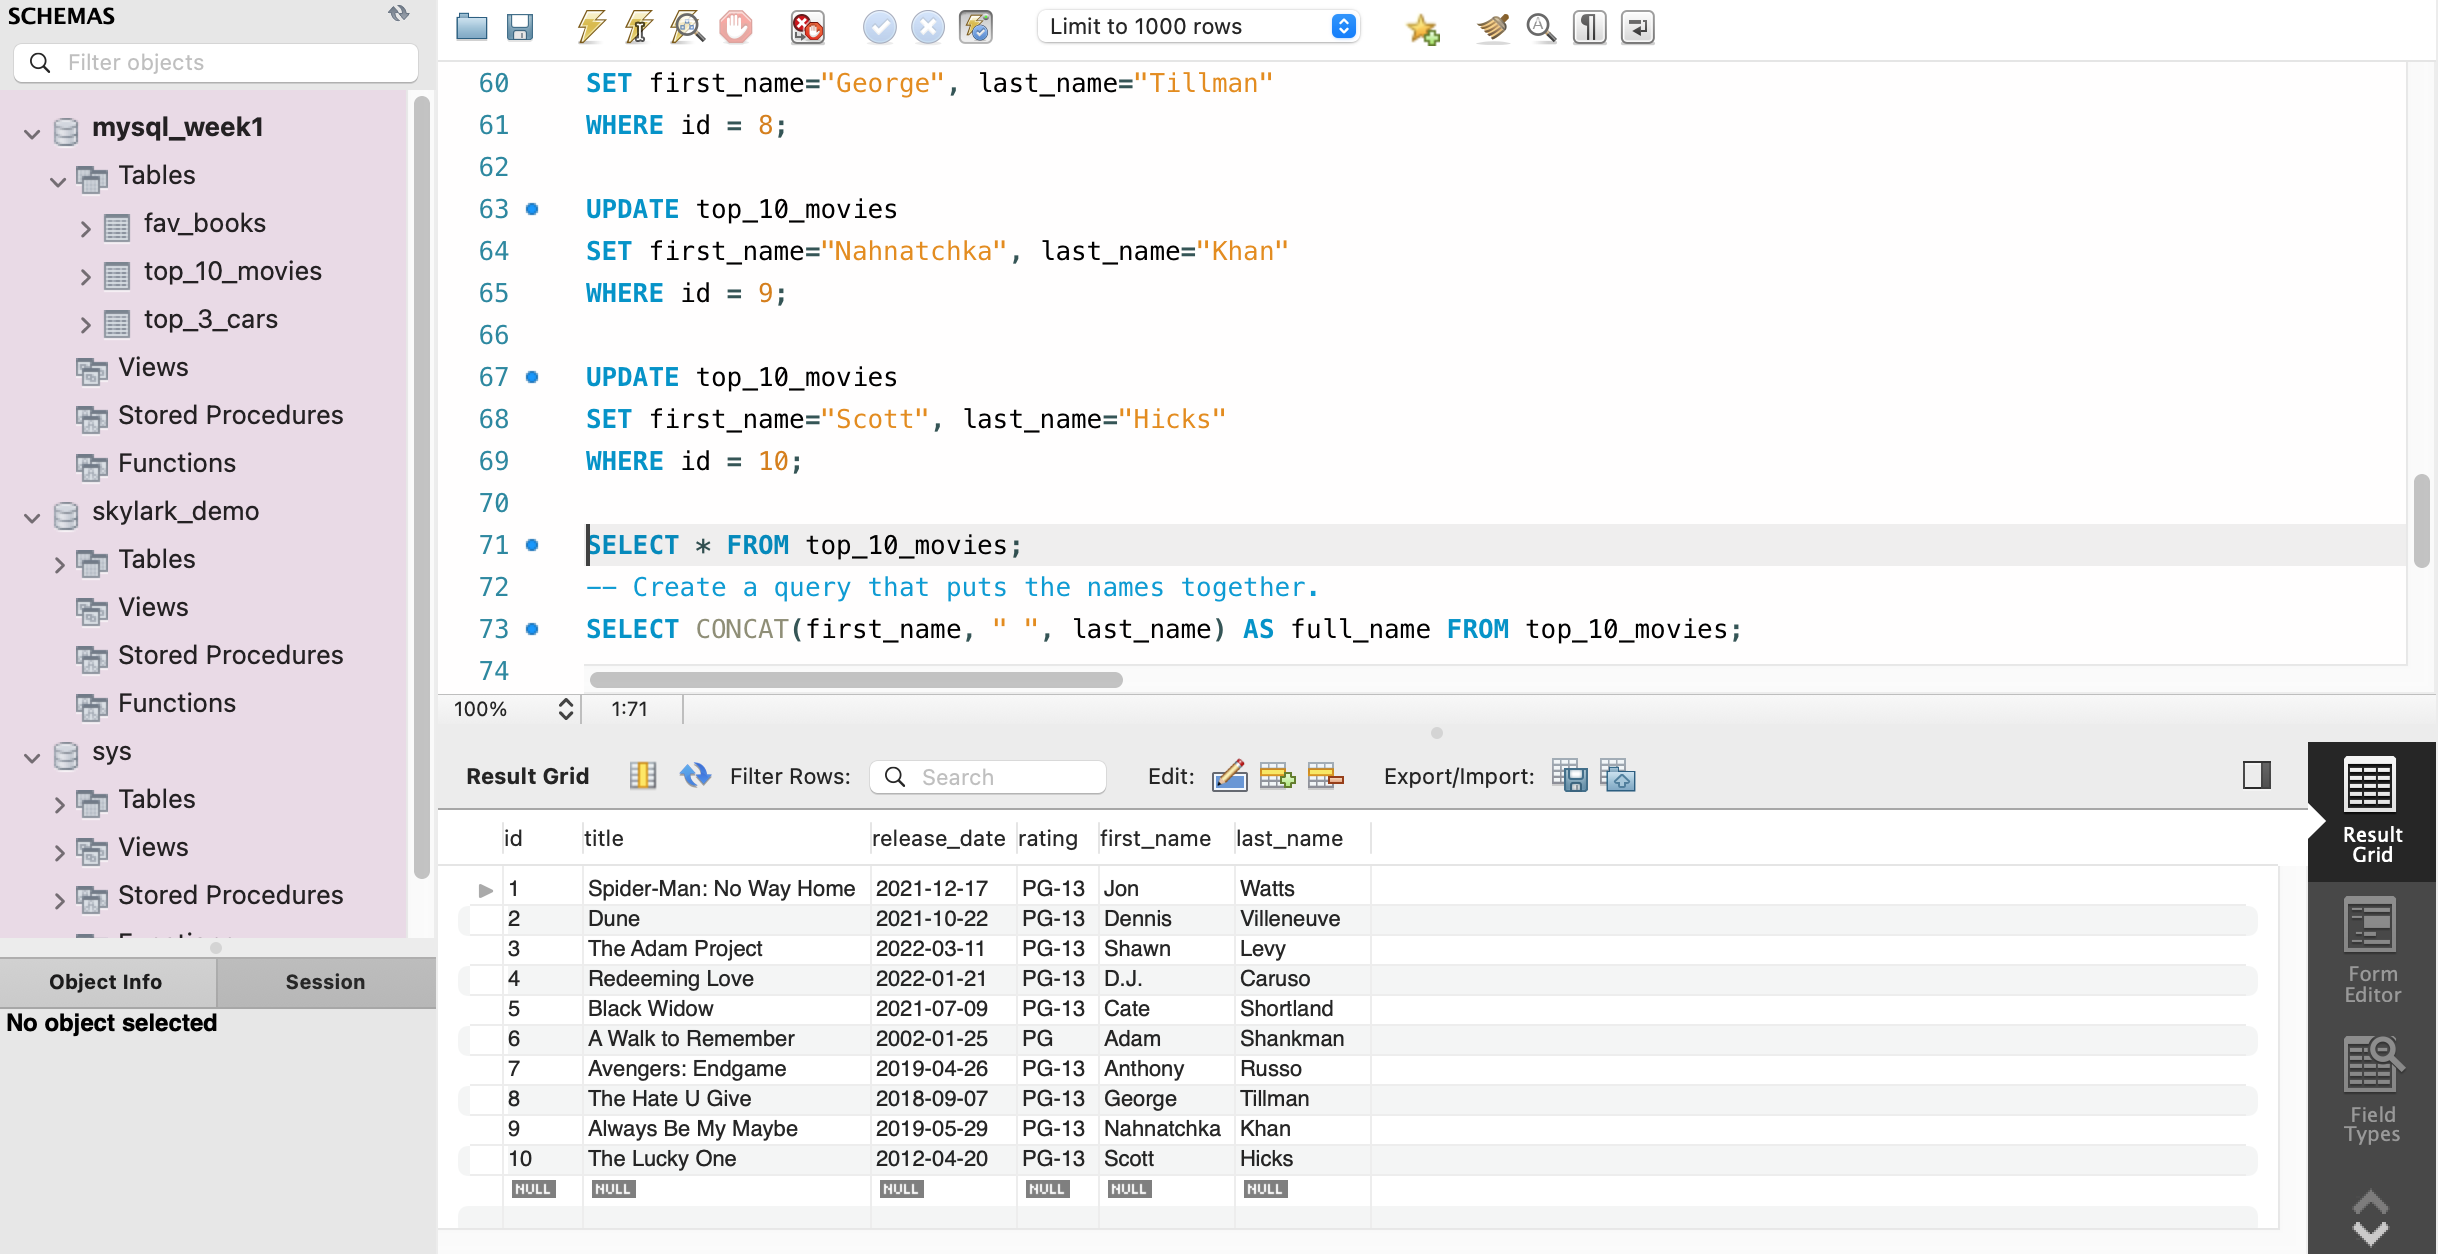 SCHEMAS
Filter objects
mysql_week1
Tables
fav_books
top_10_movies
top_3_cars
Views
Stored Procedures
Functions
skylark_demo
Tables
Views
Stored Procedures
Functions
sys
Tables
Views
Stored Procedures
Object Info Session
No object selected
Limit to 1000 rows
60 SET first_name="George", last_name="Tillman"
61 WHERE id = 8;
62
63 UPDATE top_10_movies
64 SET first_name="Nahnatchka", last_name="Khan"
65 WHERE id = 9;
66
67 UPDATE top_10_movies
68 SET first_name="Scott", last_name="Hicks"
69 WHERE id = 10;
70
71 SELECT * FROM top_10_movies;
72 -- Create a query that puts the names together.
73 SELECT CONCAT(first_name, " ", last_name) AS full_name FROM top_10_movies;
74
100% 1:71
Result Grid Filter Rows: Search Edit: Export/Import:
id title release_date rating first_name last_name
1 Spider-Man: No Way Home 2021-12-17 PG-13 Jon Watts
2 Dune 2021-10-22 PG-13 Dennis Villeneuve
3 The Adam Project 2022-03-11 PG-13 Shawn Levy
4 Redeeming Love 2022-01-21 PG-13 D.J. Caruso
5 Black Widow 2021-07-09 PG-13 Cate Shortland
6 A Walk to Remember 2002-01-25 PG Adam Shankman
7 Avengers: Endgame 2019-04-26 PG-13 Anthony Russo
8 The Hate U Give 2018-09-07 PG-13 George Tillman
9 Always Be My Maybe 2019-05-29 PG-13 Nahnatchka Khan
10 The Lucky One 2012-04-20 PG-13 Scott Hicks
NULL NULL NULL NULL NULL NULL
Result
Grid
Form
Editor
Field
Types